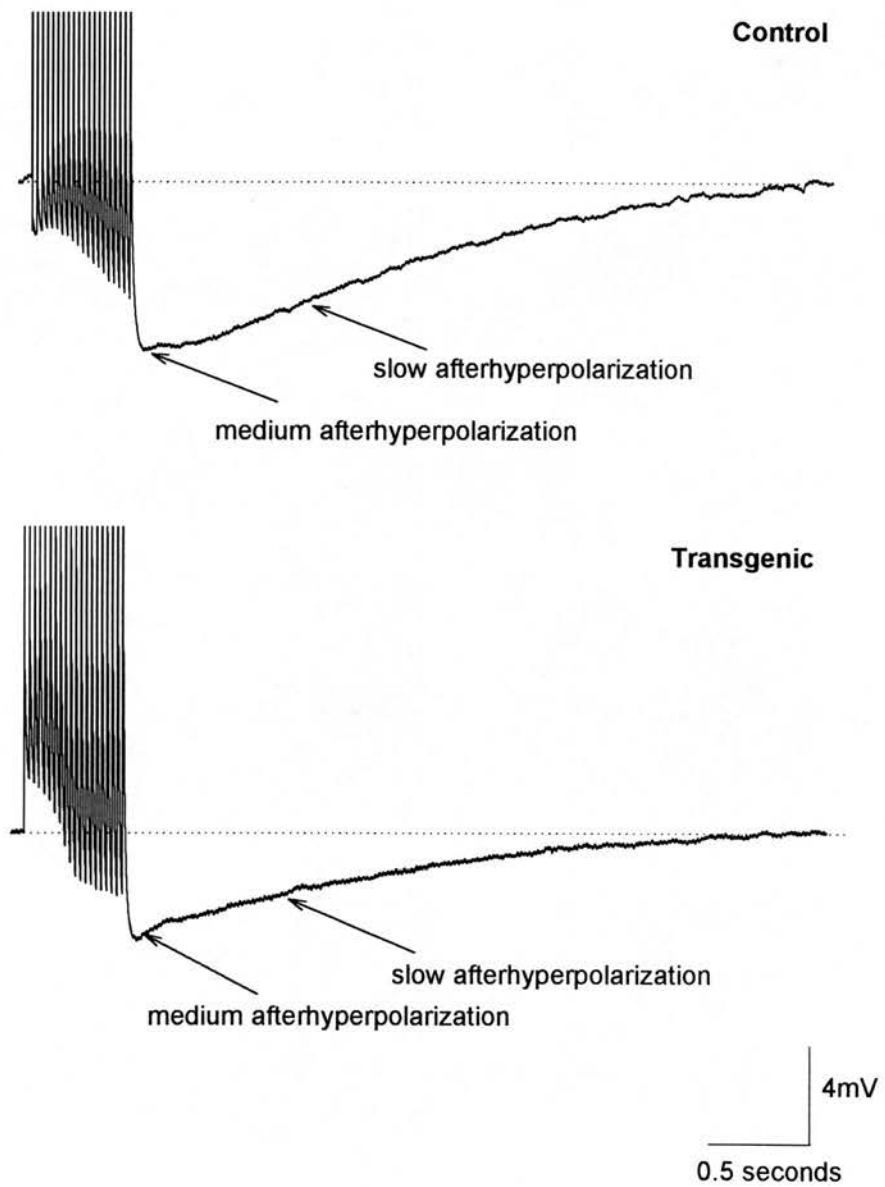 Control
slow afterhyperpolarization
medium afterhyperpolarization
Transgenic
slow afterhyperpolarization
medium afterhyperpolarization
4mV
0.5 seconds